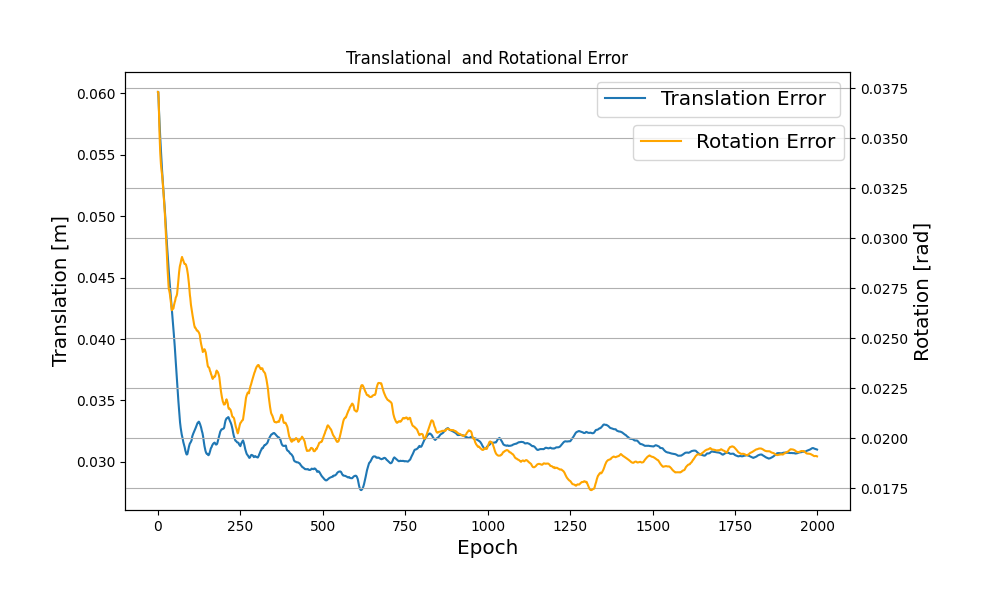 Translational  and Rotational Error
Translation Error
Rotation Error
Translation [m]
0.060
0.055
0.050
0.045
0.040
0.035
0.030
Rotation [rad]
0.0375
0.0350
0.0325
0.0300
0.0275
0.0250
0.0225
0.0200
0.0175
0 250 500 750 1000 1250 1500 1750 2000
Epoch